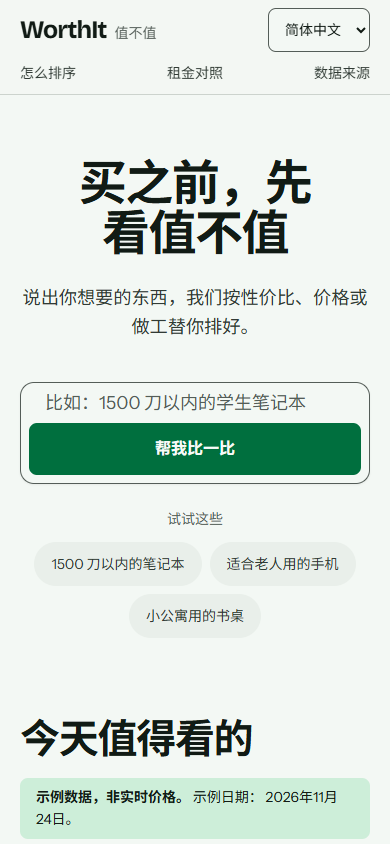 WorthIt 值不值
简体中文
怎么排序 租金对照 数据来源
买之前，先
看值不值
说出你想要的东西，我们按性价比、价格或
做工替你排好。
比如：1500 刀以内的学生笔记本
帮我比一比
试试这些
1500 刀以内的笔记本 适合老人用的手机
小公寓用的书桌
今天值得看的
示例数据，非实时价格。 示例日期： 2026年11月
24日。